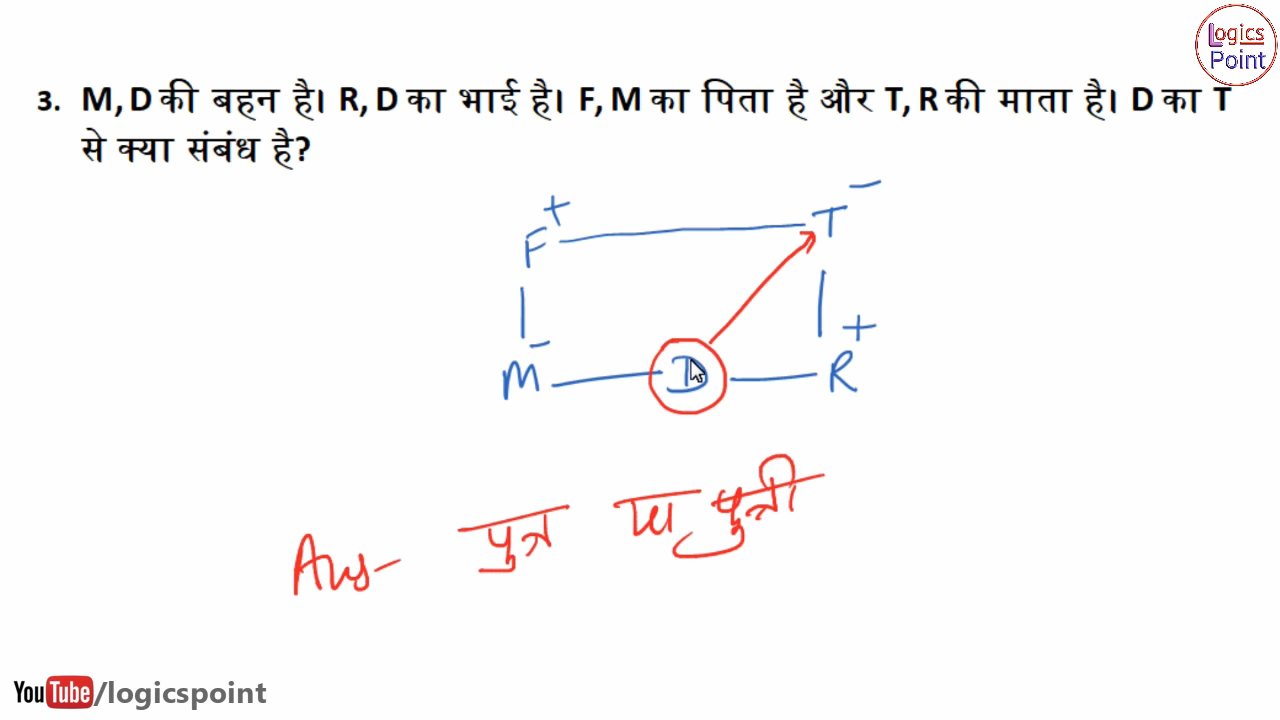 Logics
Point
3. M, D की बहन है। R, D का भाई है। F, M का पिता है और T, R की माता है। D का T
से क्या संबंध है?
F + T −
M − D R +
Ans- पुत्र या पुत्री
YouTube/logicspoint